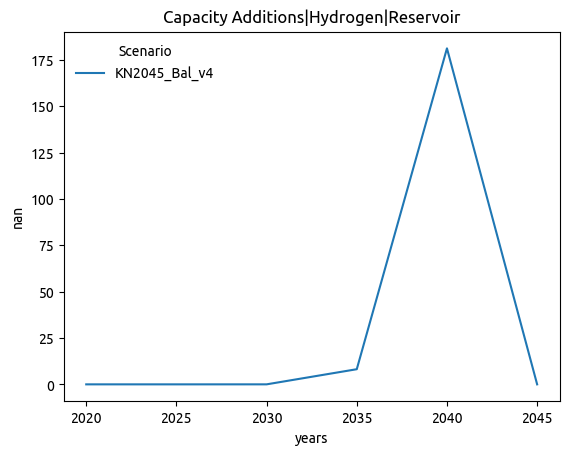 Capacity Additions|Hydrogen|Reservoir
Scenario
KN2045_Bal_v4
175
150
125
100
75
50
25
0
nan
2020 2025 2030 2035 2040 2045
years